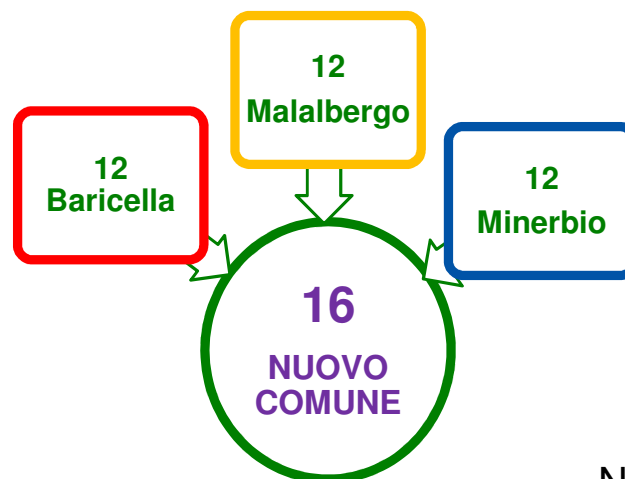 12
Malalbergo
12
Baricella
12
Minerbio
16
NUOVO
COMUNE
N